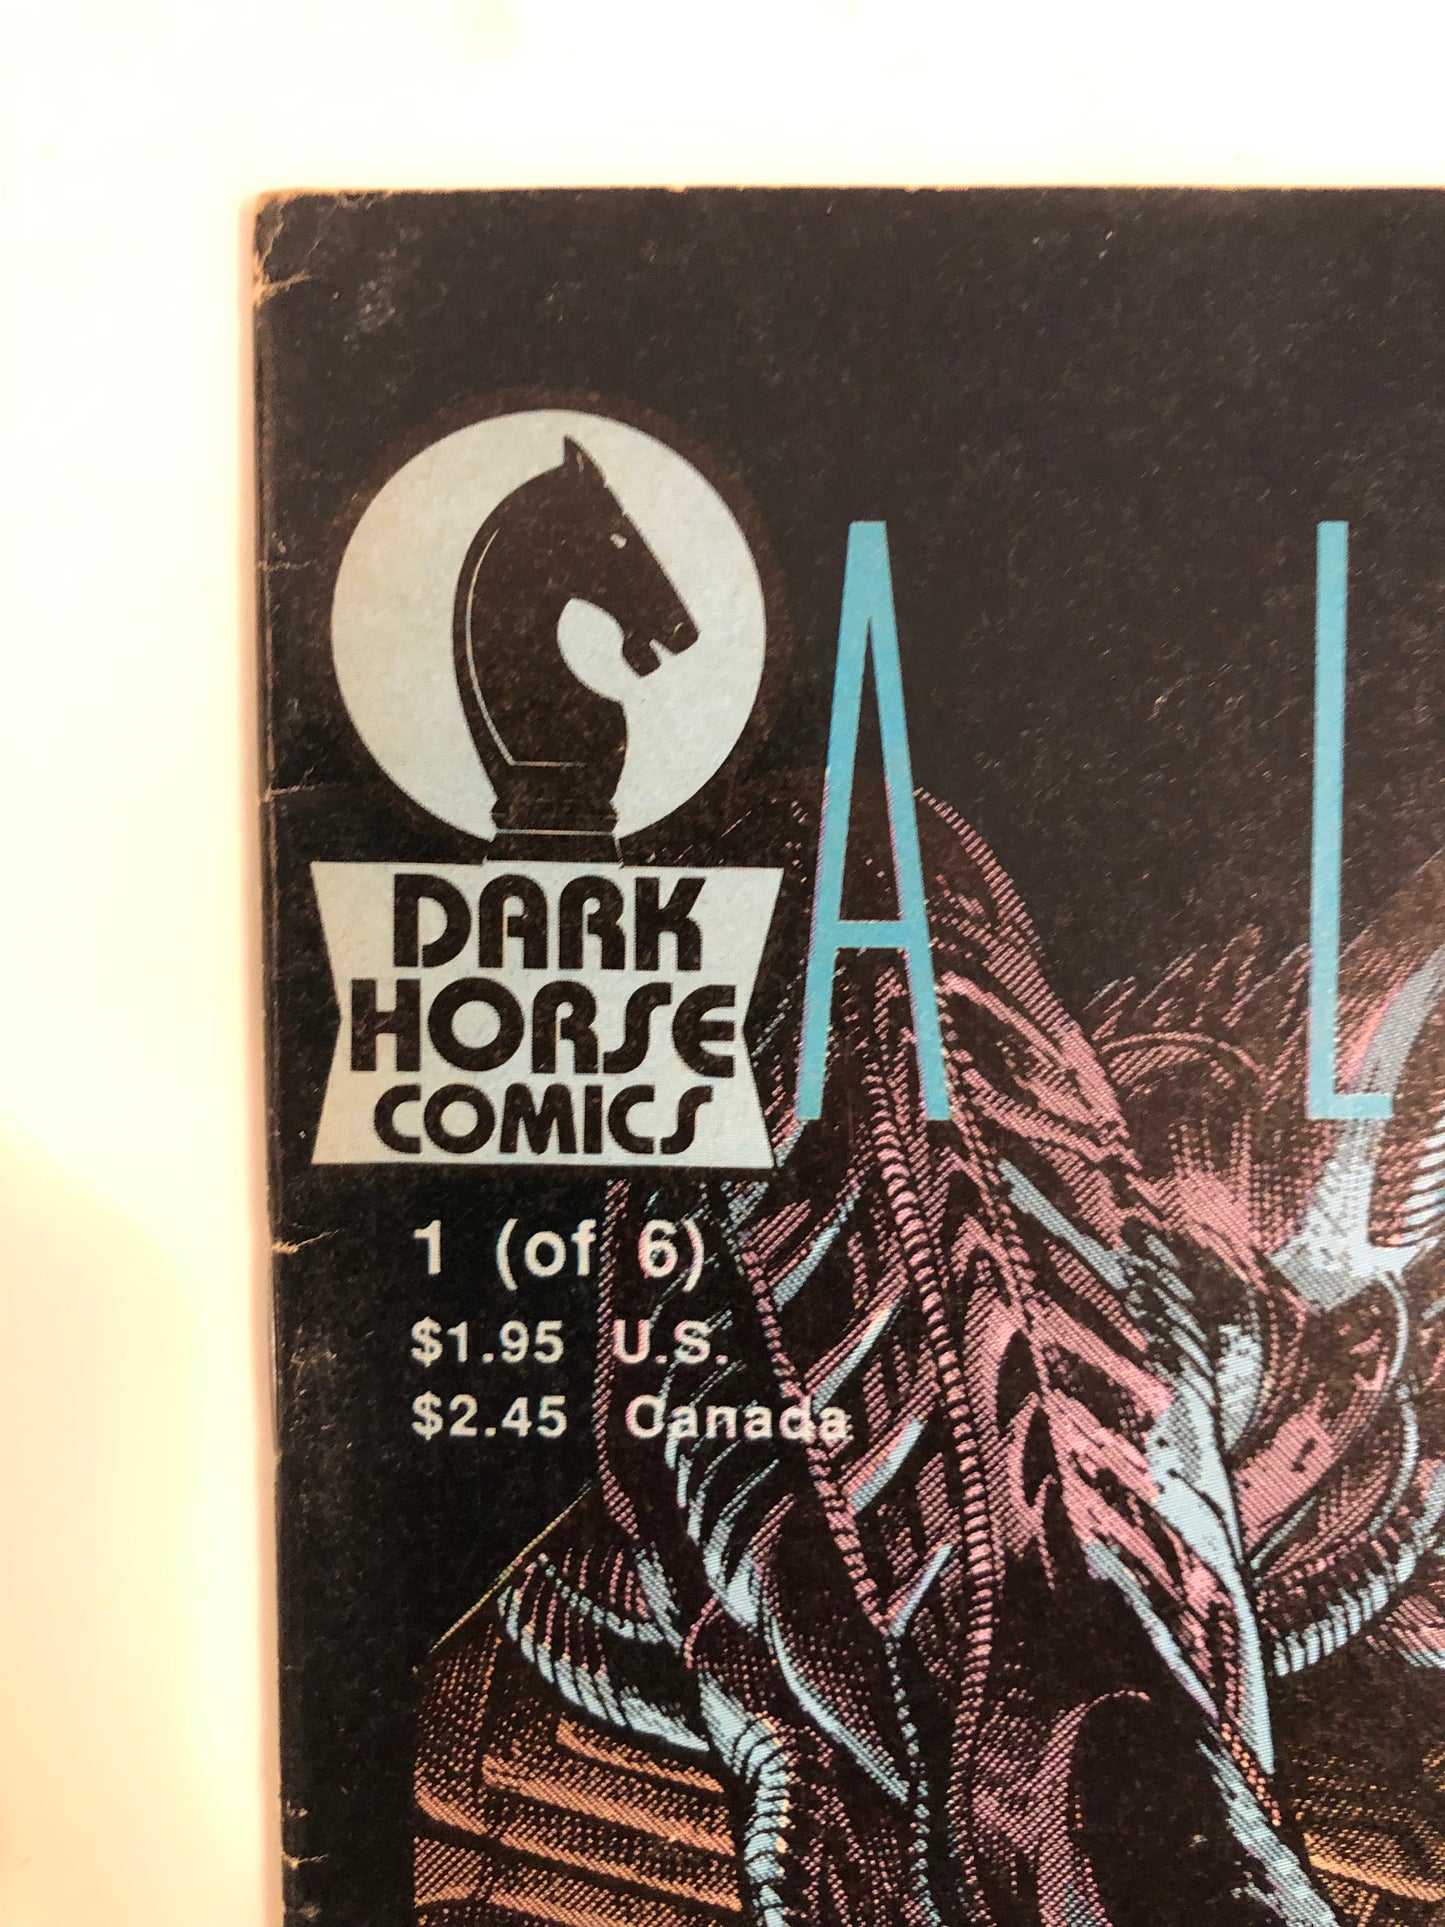 A L
DARK
HORSE
COMICS
1 (of 6)
$1.95 U.S.
$2.45 Canada